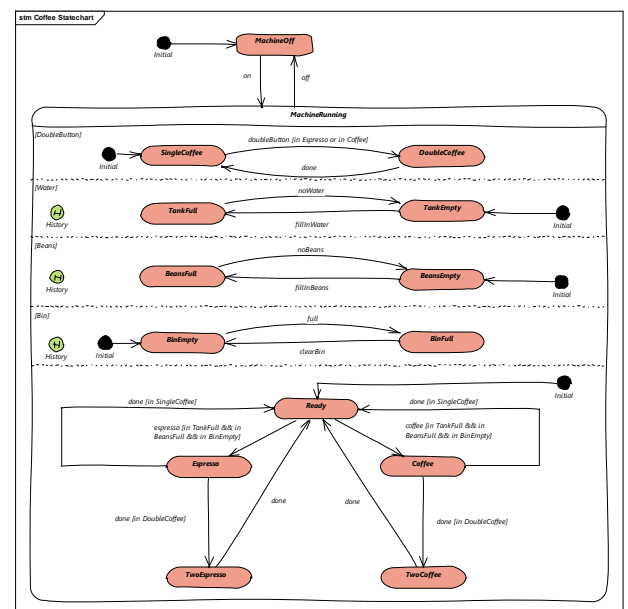 stm Coffee Statechart
MachineOff
Initial
on
off
MachineRunning
[DoubleButton]
doubleButton [in Espresso or in Coffee]
SingleCoffee
DoubleCoffee
Initial
done
[Water]
noWater
H
TankFull
TankEmpty
History
fillInWater
Initial
[Beans]
noBeans
H
BeansFull
BeansEmpty
History
fillInBeans
Initial
[Bin]
full
H
BinEmpty
BinFull
History
Initial
clearBin
done [in SingleCoffee]
done [in SingleCoffee]
Initial
Ready
espresso [in TankFull && in
BeansFull && in BinEmpty]
coffee [in TankFull && in
BeansFull && in BinEmpty]
Espresso
Coffee
done
done
done [in DoubleCoffee]
done [in DoubleCoffee]
TwoEspresso
TwoCoffee